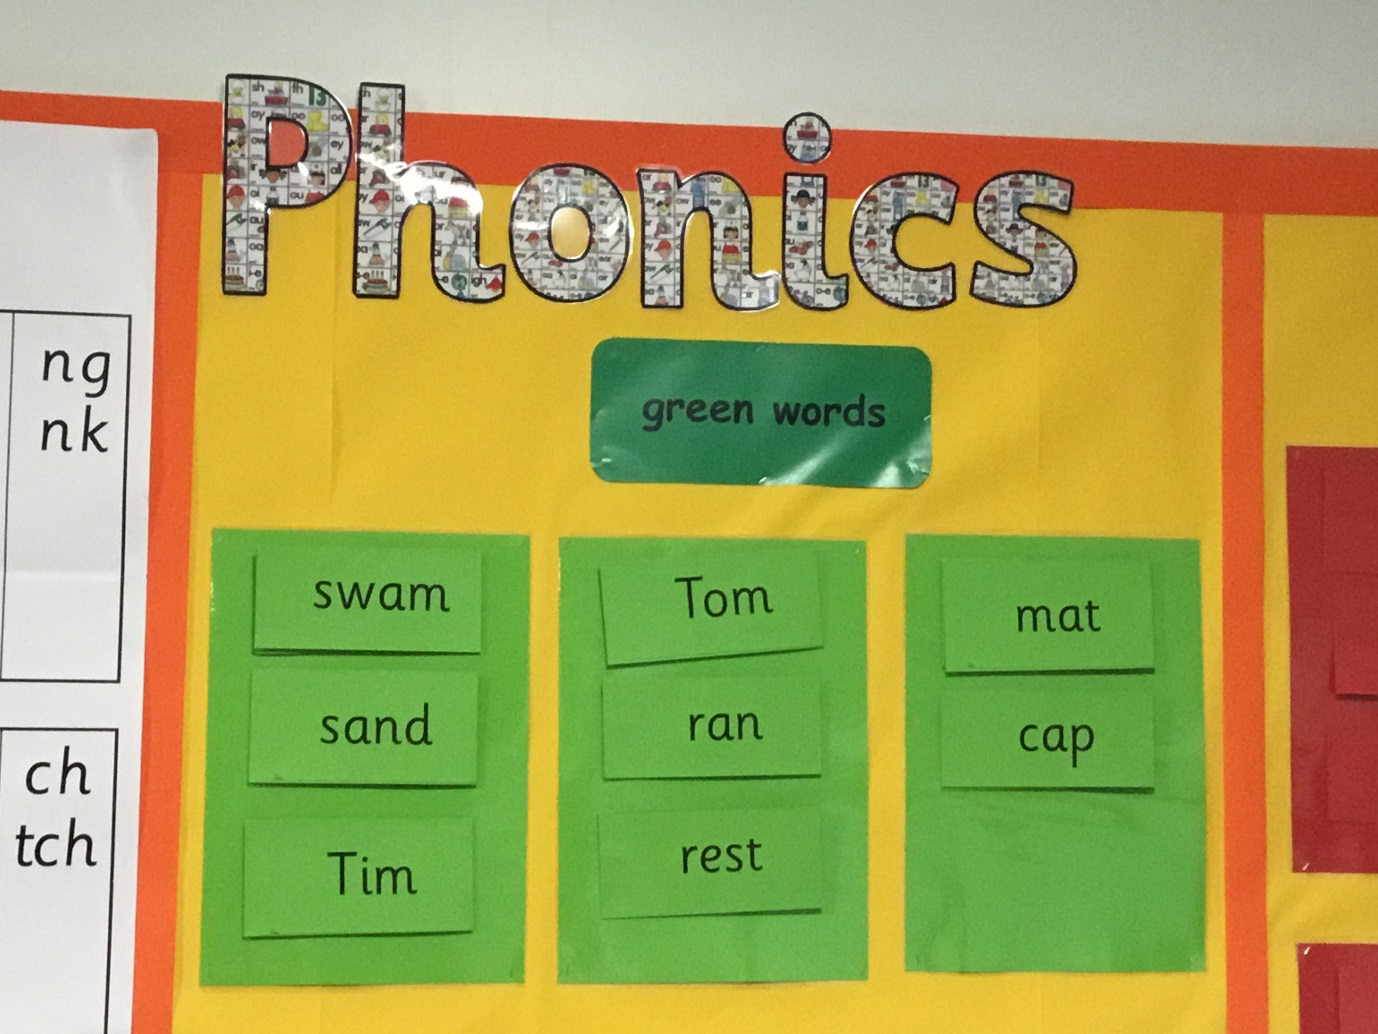 Phonics
green words
ng
nk
ch
tch
swam
sand
Tim
Tom
ran
rest
mat
cap